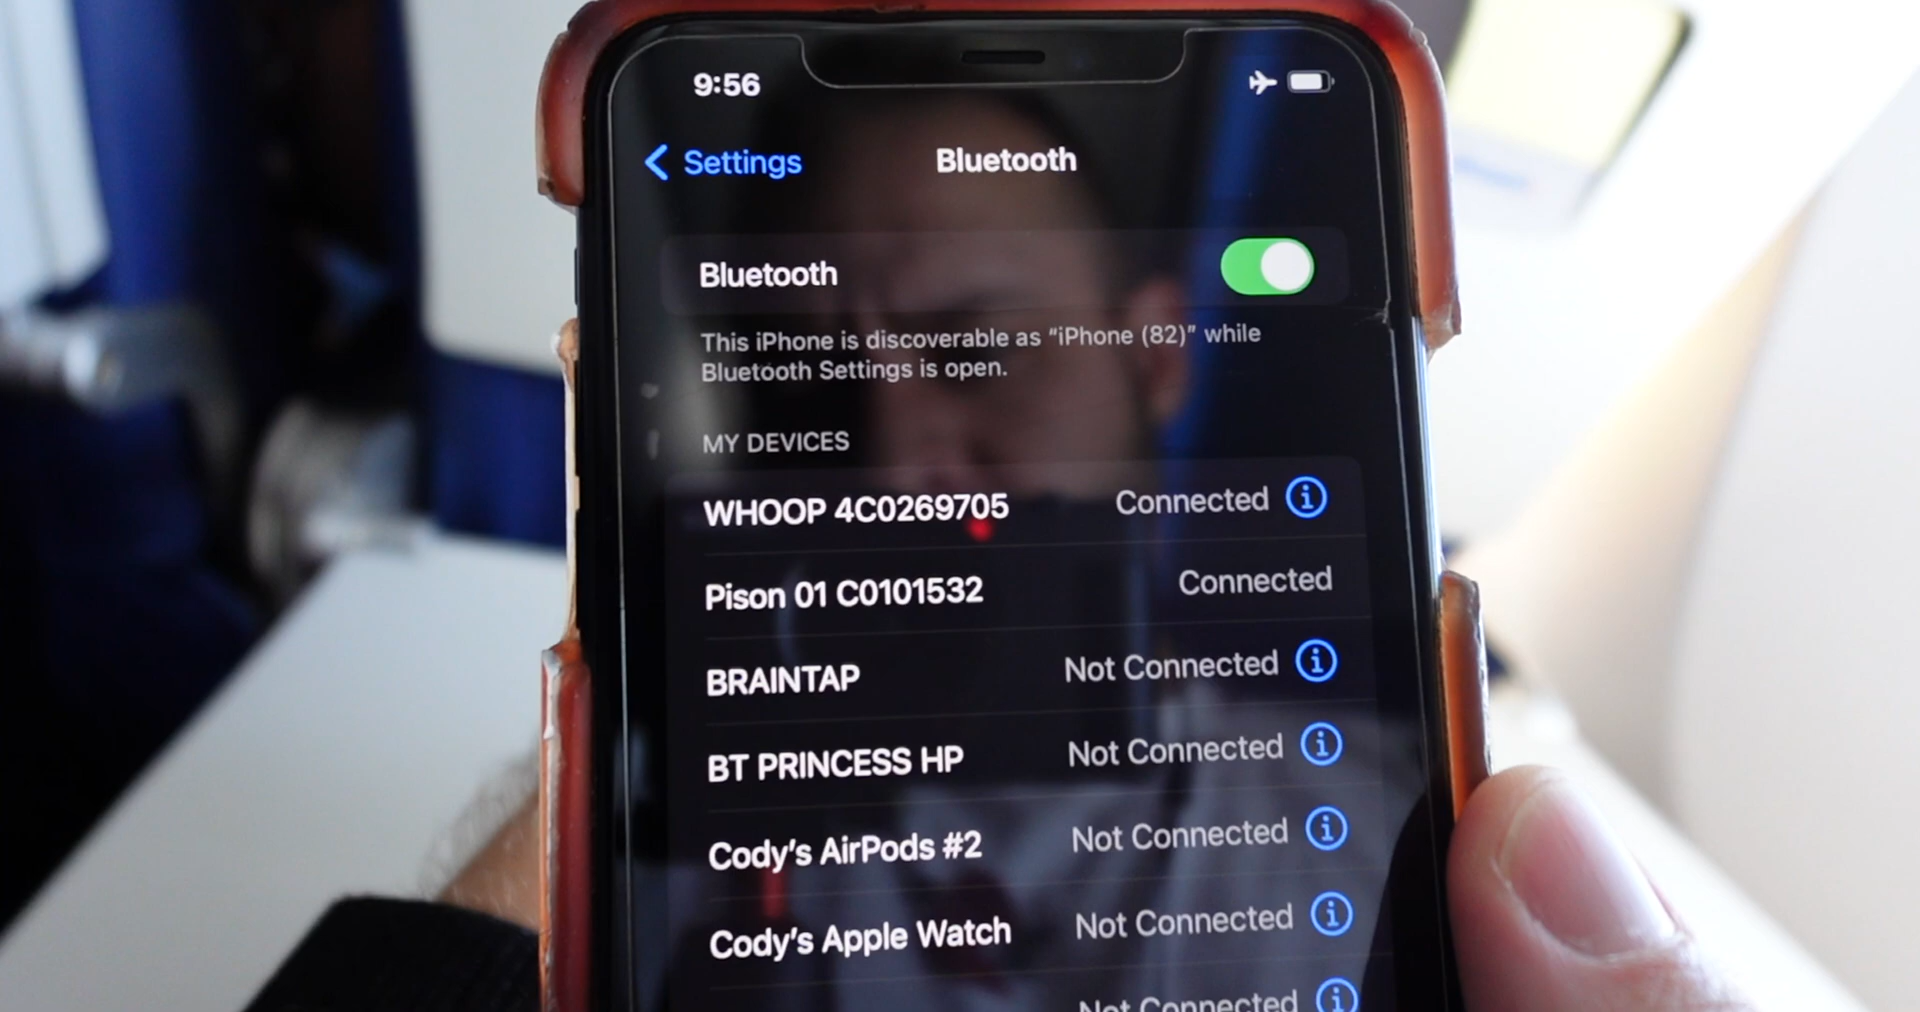 9:56
Settings
Bluetooth
Bluetooth
This iPhone is discoverable as “iPhone (82)” while
Bluetooth Settings is open.
MY DEVICES
WHOOP 4C0269705 Connected
Pison 01 C0101532 Connected
BRAINTAP Not Connected
BT PRINCESS HP Not Connected
Cody’s AirPods #2 Not Connected
Cody’s Apple Watch Not Connected
Not Connected